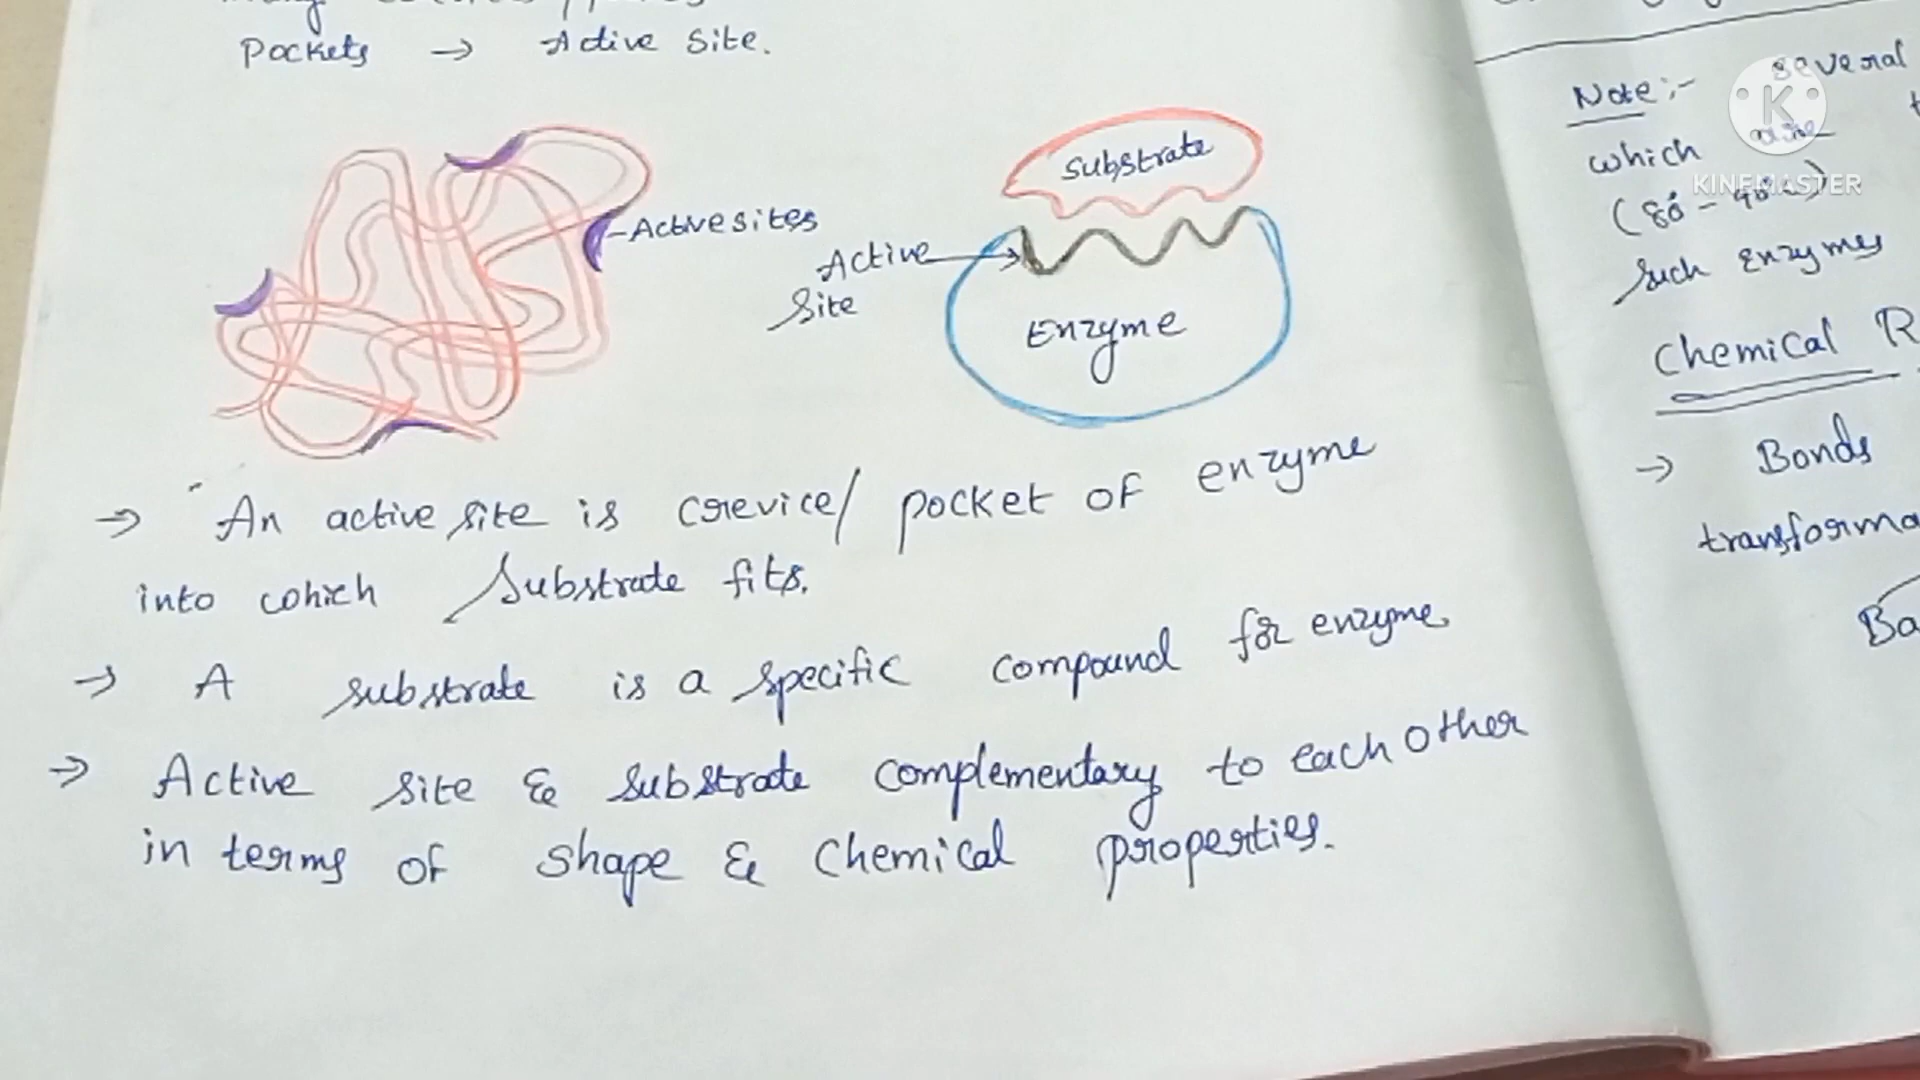 Pockets → Active Site.
Substrate
Active sites
Active
Site
Enzyme
→ An active site is crevice/ pocket of enzyme
into which Substrate fits.
→ A substrate is a specific compound for enzyme
→ Active site & substrate complementary to each other
in terms of shape & Chemical properties.
Note:- several
which are
such enzymes
Chemical R
→ Bonds
transforma
Ba
K
KINEMASTER